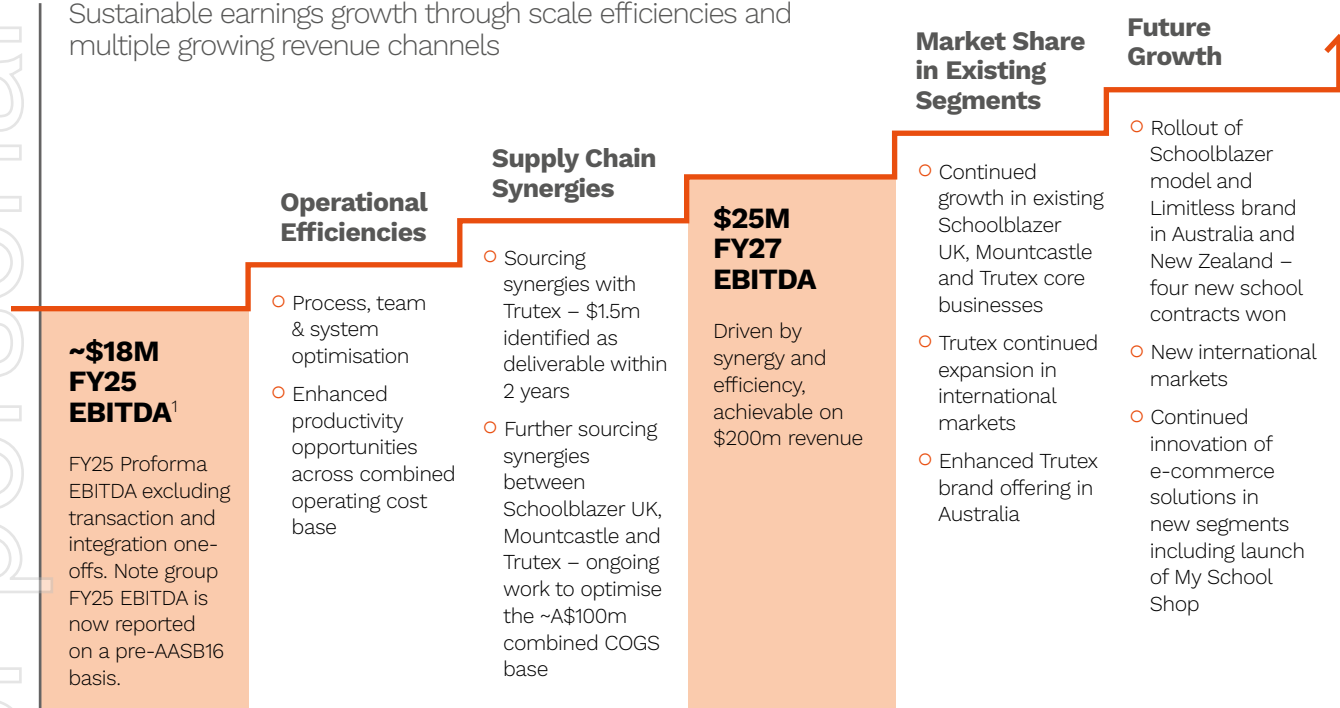 Sustainable earnings growth through scale efficiencies and
multiple growing revenue channels
~$18M
FY25
EBITDA1
FY25 Proforma
EBITDA excluding
transaction and
integration one-
offs. Note group
FY25 EBITDA is
now reported
on a pre-AASB16
basis.
Operational
Efficiencies
○ Process, team
& system
optimisation
○ Enhanced
productivity
opportunities
across combined
operating cost
base
Supply Chain
Synergies
○ Sourcing
synergies with
Trutex – $1.5m
identified as
deliverable within
2 years
○ Further sourcing
synergies
between
Schoolblazer UK,
Mountcastle and
Trutex – ongoing
work to optimise
the ~A$100m
combined COGS
base
$25M
FY27
EBITDA
Driven by
synergy and
efficiency,
achievable on
$200m revenue
Market Share
in Existing
Segments
○ Continued
growth in existing
Schoolblazer
UK, Mountcastle
and Trutex core
businesses
○ Trutex continued
expansion in
international
markets
○ Enhanced Trutex
brand offering in
Australia
Future
Growth
○ Rollout of
Schoolblazer
model and
Limitless brand
in Australia and
New Zealand –
four new school
contracts won
○ New international
markets
○ Continued
innovation of
e-commerce
solutions in
new segments
including launch
of My School
Shop